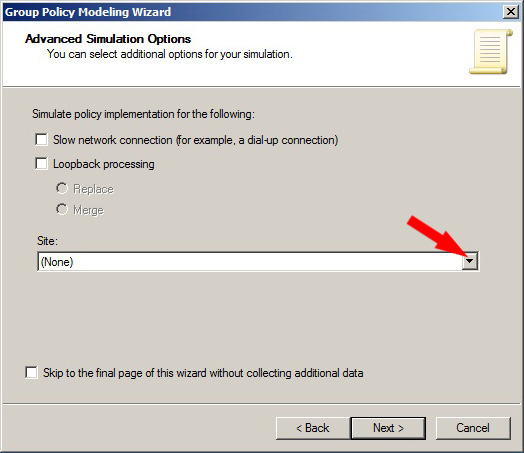 Group Policy Modeling Wizard
Advanced Simulation Options
You can select additional options for your simulation.
Simulate policy implementation for the following:
Slow network connection (for example, a dial-up connection)
Loopback processing
Replace
Merge
Site:
(None)
Skip to the final page of this wizard without collecting additional data
< Back
Next >
Cancel